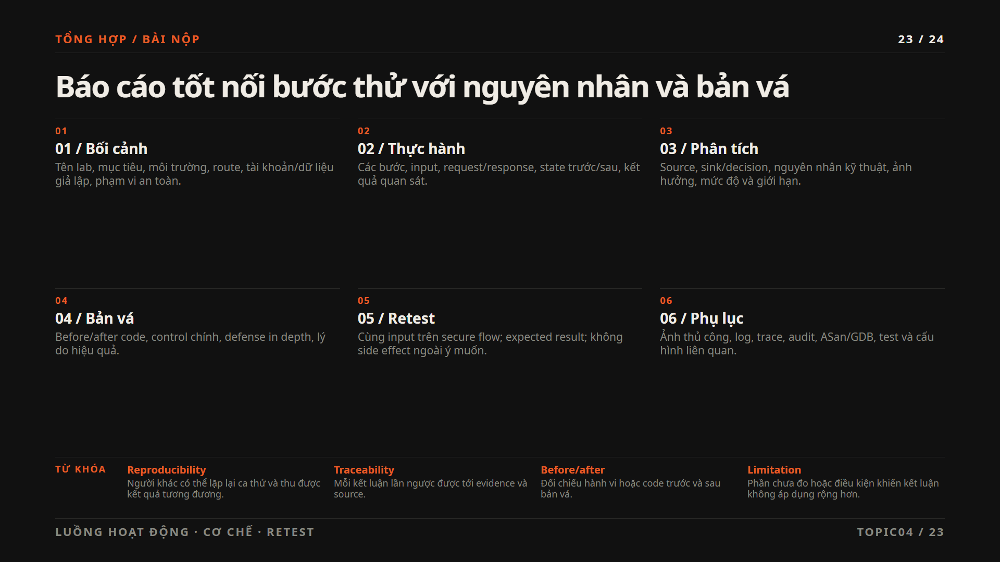 TỔNG HỢP / BÀI NỘP
23 / 24
Báo cáo tốt nối bước thử với nguyên nhân và bản vá
01
01 / Bối cảnh
Tên lab, mục tiêu, môi trường, route, tài khoản/dữ liệu
giả lập, phạm vi an toàn.
02
02 / Thực hành
Các bước, input, request/response, state trước/sau, kết
quả quan sát.
03
03 / Phân tích
Source, sink/decision, nguyên nhân kỹ thuật, ảnh
hưởng, mức độ và giới hạn.
04
04 / Bản vá
Before/after code, control chính, defense in depth, lý
do hiệu quả.
05
05 / Retest
Cùng input trên secure flow; expected result; không
side effect ngoài ý muốn.
06
06 / Phụ lục
Ảnh thủ công, log, trace, audit, ASan/GDB, test và cấu
hình liên quan.
TỪ KHÓA
Reproducibility
Người khác có thể lặp lại ca thử và thu được
kết quả tương đương.
Traceability
Mỗi kết luận lần ngược được tới evidence và
source.
Before/after
Đối chiếu hành vi hoặc code trước và sau
bản vá.
Limitation
Phần chưa đo hoặc điều kiện khiến kết luận
không áp dụng rộng hơn.
LUỒNG HOẠT ĐỘNG · CƠ CHẾ · RETEST
TOPIC04 / 23